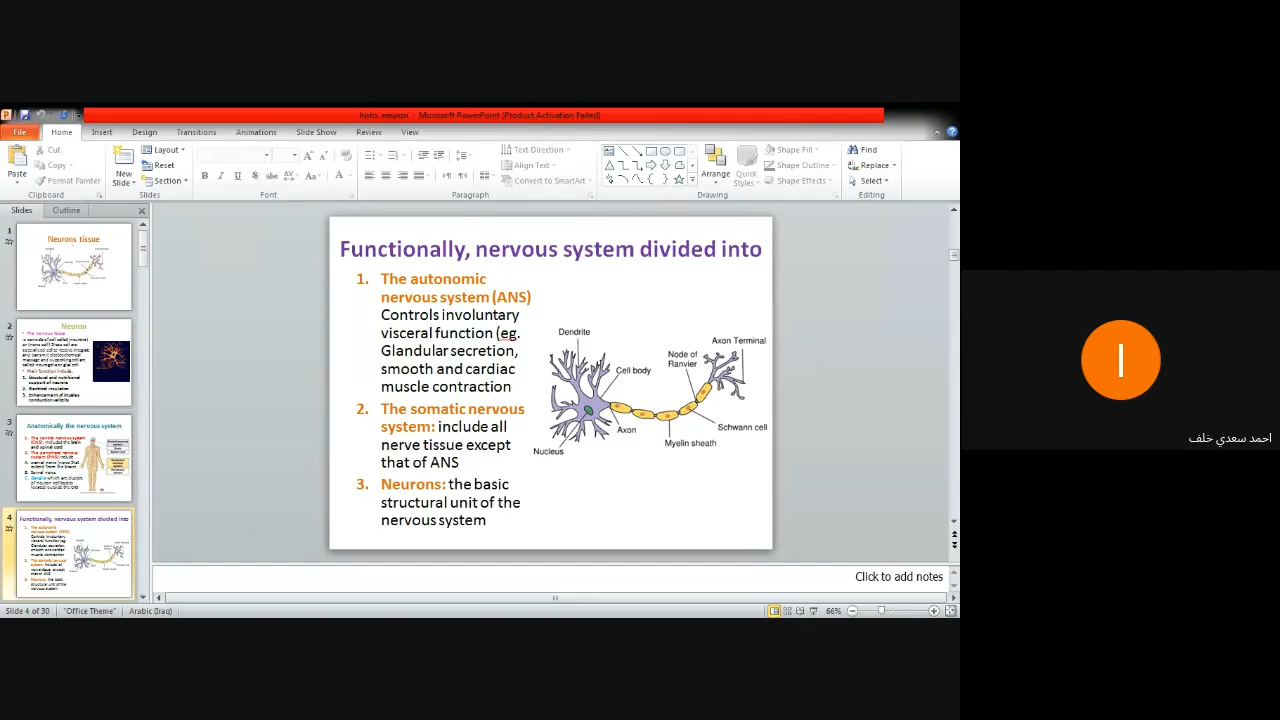 histo. neuron - Microsoft PowerPoint (Product Activation Failed)
File Home Insert Design Transitions Animations Slide Show Review View
Paste
Cut
Copy
Format Painter
Clipboard
New
Slide
Layout
Reset
Section
Slides
Font
Paragraph
Text Direction
Align Text
Convert to SmartArt
Arrange
Quick
Styles
Shape Fill
Shape Outline
Shape Effects
Drawing
Find
Replace
Select
Editing
Slides Outline
1
Neurons tissue
2
Neuron
3
Anatomically the nervous system
4
Functionally, nervous system divided into
Functionally, nervous system divided into
1. The autonomic
nervous system (ANS)
Controls involuntary
visceral function (eg.
Glandular secretion,
smooth and cardiac
muscle contraction
2. The somatic nervous
system: include all
nerve tissue except
that of ANS
3. Neurons: the basic
structural unit of the
nervous system
Dendrite
Cell body
Nucleus
Axon
Myelin sheath
Schwann cell
Node of
Ranvier
Axon Terminal
Click to add notes
Slide 4 of 30 "Office Theme" Arabic (Iraq) 66%
احمد سعدي خلف